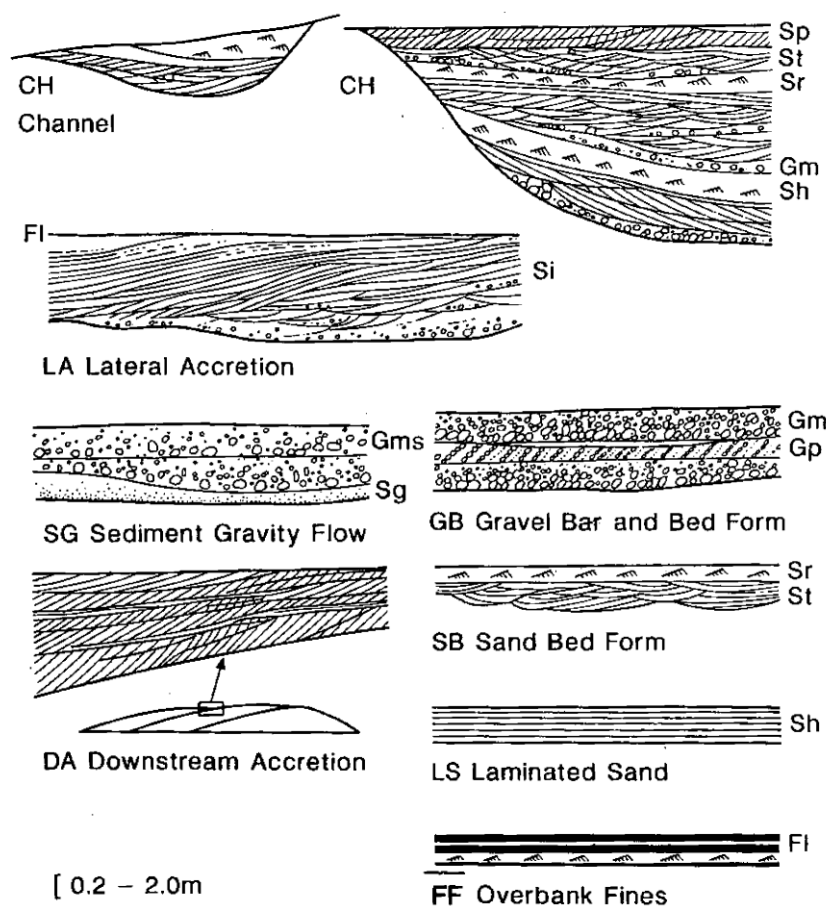 Sp
St
Sr
CH
CH
Channel
Gm
Sh
Fl
Si
LA Lateral Accretion
Gms
Sg
SG Sediment Gravity Flow
Gm
Gp
GB Gravel Bar and Bed Form
Sr
St
SB Sand Bed Form
DA Downstream Accretion
Sh
LS Laminated Sand
Fl
FF Overbank Fines
[ 0.2 – 2.0m